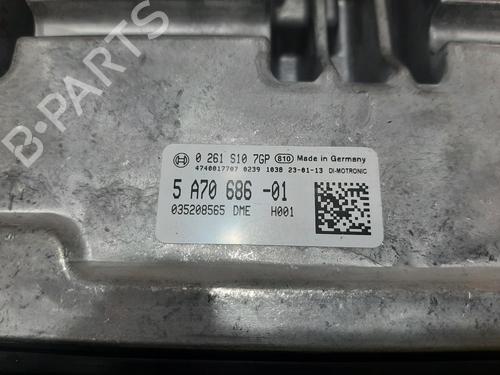 0 261 S10 7GP 810 Made in Germany
4740017707 0239 1038 23-01-13 DI-MOTRONIC
5 A70 686 -01
035208565 DME H001
B-PARTS